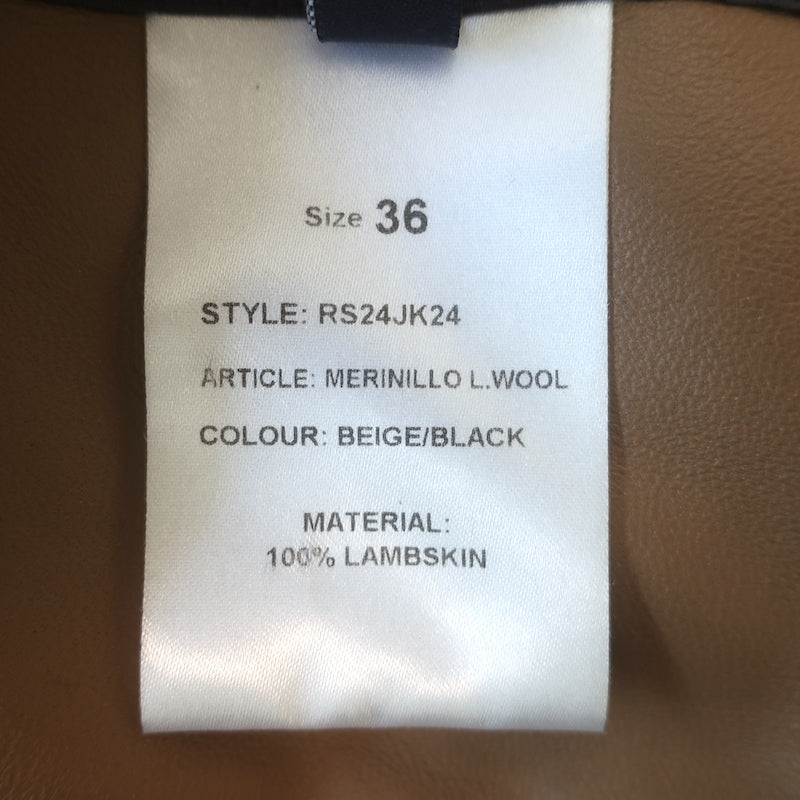 Size 36
STYLE: RS24JK24
ARTICLE: MERINILLO L.WOOL
COLOUR: BEIGE/BLACK
MATERIAL:
100% LAMBSKIN